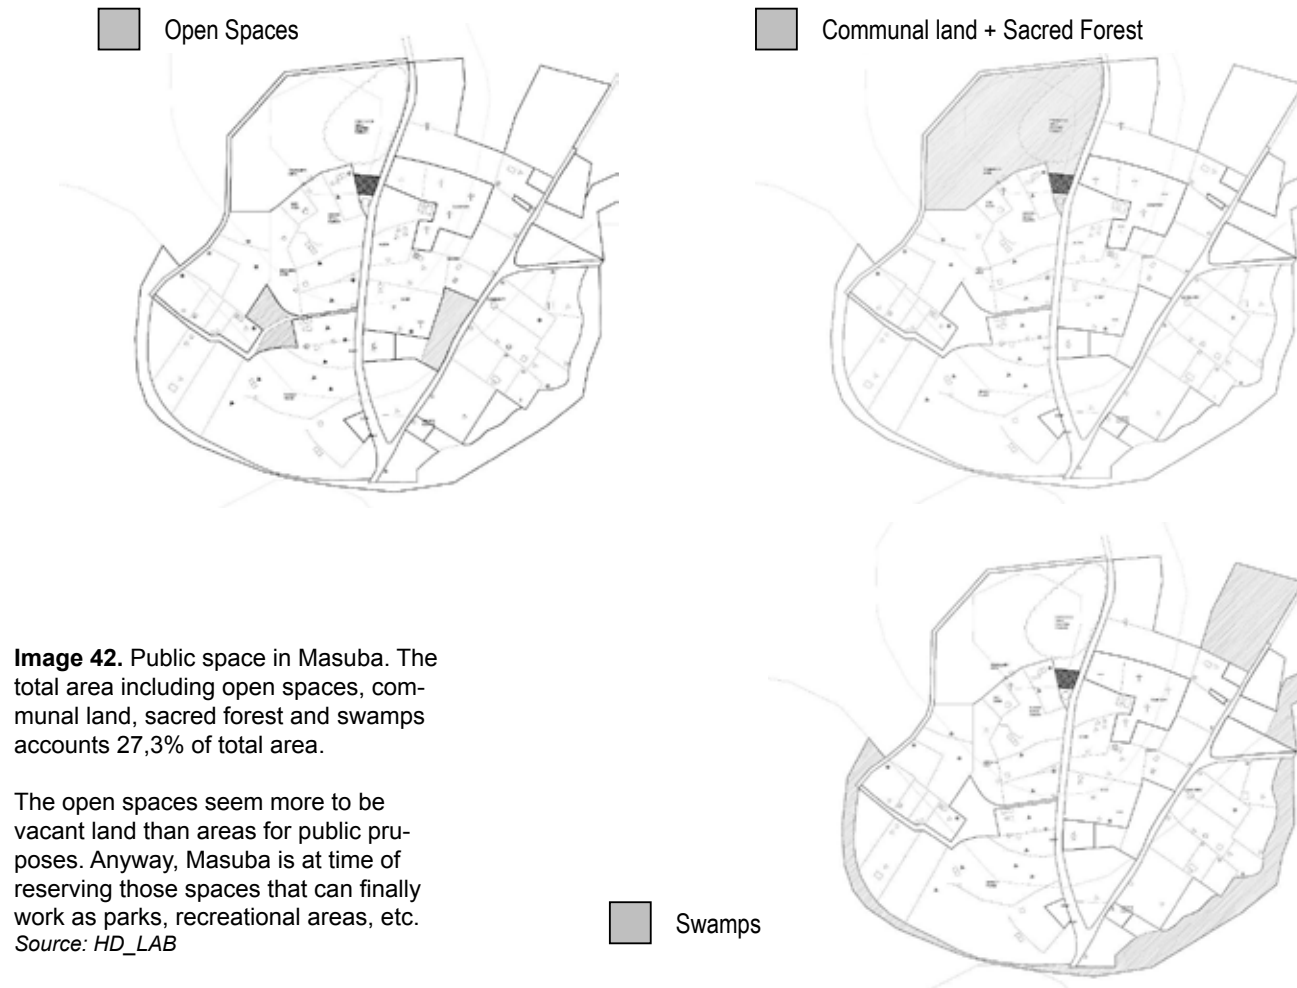 Open Spaces
Communal land + Sacred Forest
Image 42. Public space in Masuba. The
total area including open spaces, com-
munal land, sacred forest and swamps
accounts 27,3% of total area.
The open spaces seem more to be
vacant land than areas for public pru-
poses. Anyway, Masuba is at time of
reserving those spaces that can finally
work as parks, recreational areas, etc.
Source: HD_LAB
Swamps